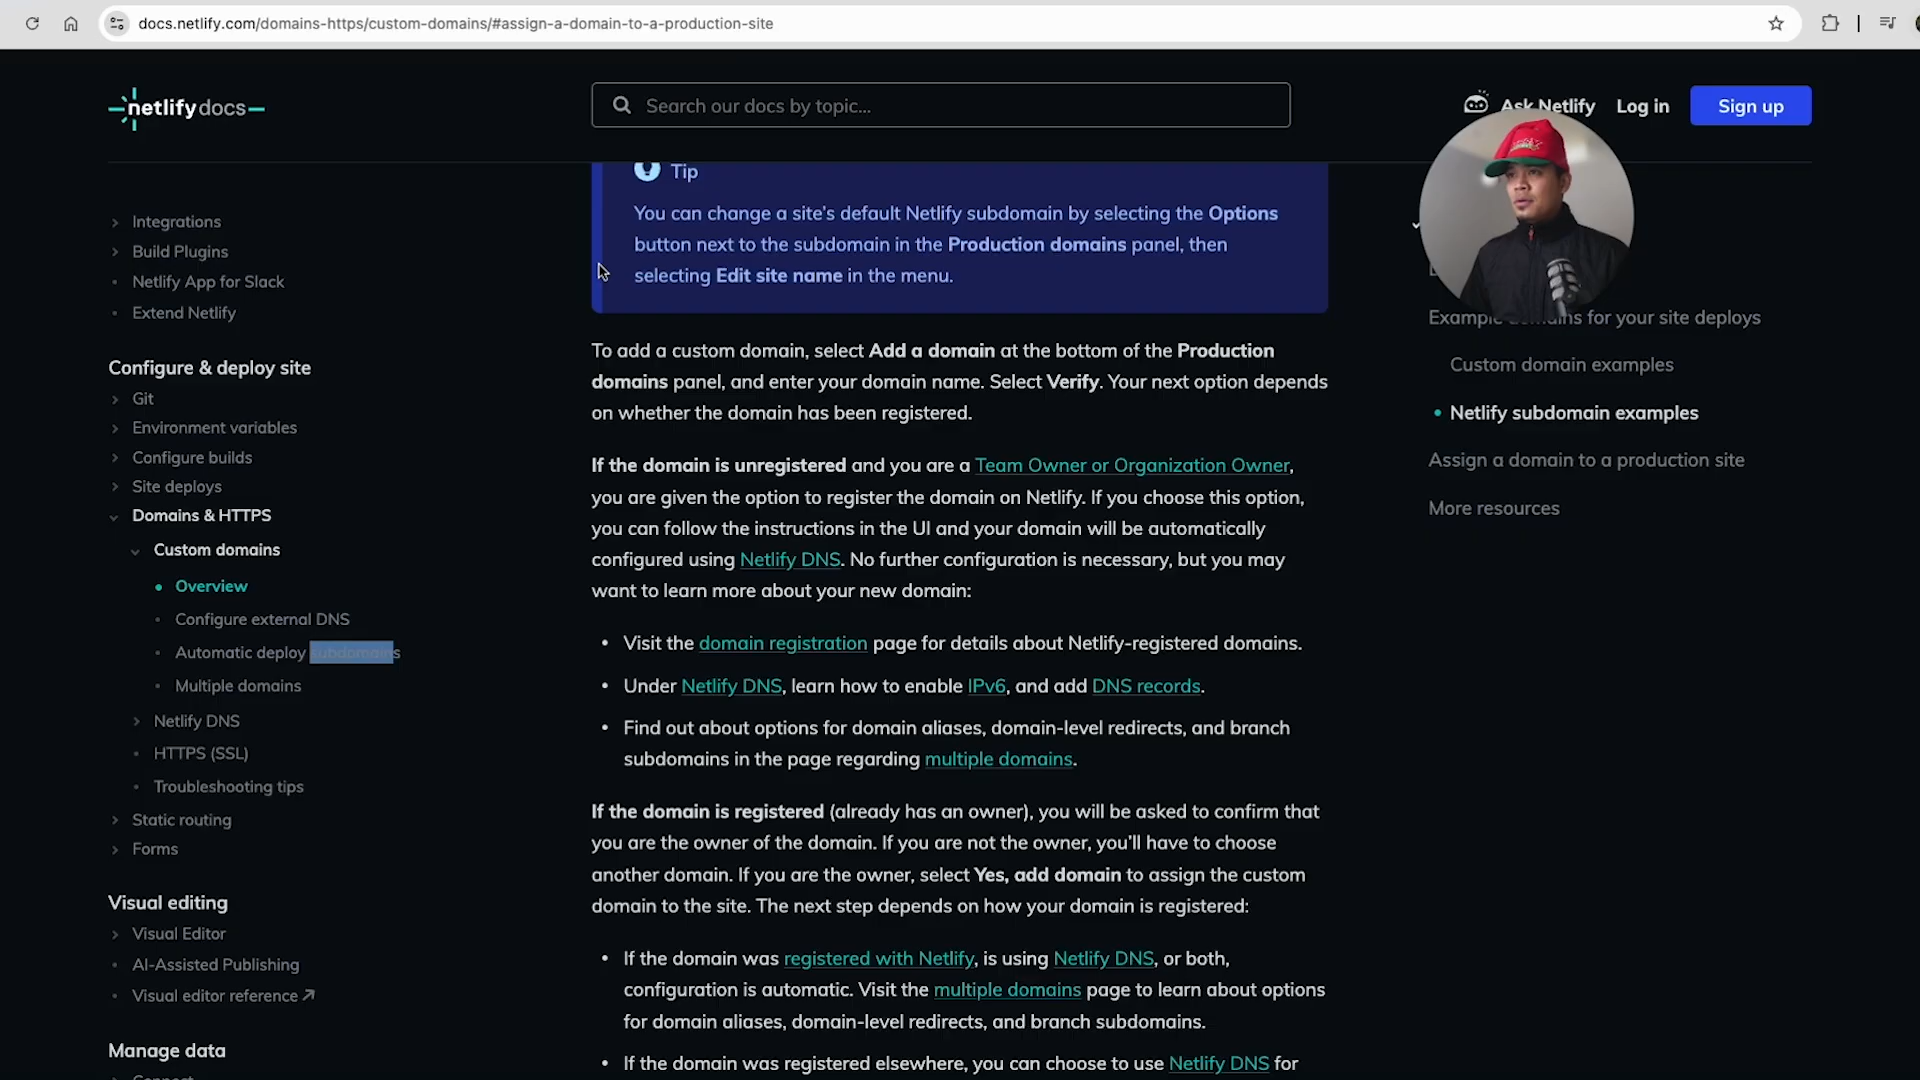 docs.netlify.com/domains-https/custom-domains/#assign-a-domain-to-a-production-site
netlify docs
Search our docs by topic...
Ask Netlify
Log in
Sign up
Integrations
Build Plugins
Netlify App for Slack
Extend Netlify
Configure & deploy site
Git
Environment variables
Configure builds
Site deploys
Domains & HTTPS
Custom domains
Overview
Configure external DNS
Automatic deploy subdomains
Multiple domains
Netlify DNS
HTTPS (SSL)
Troubleshooting tips
Static routing
Forms
Visual editing
Visual Editor
AI-Assisted Publishing
Visual editor reference
Manage data
Connect
Tip
You can change a site's default Netlify subdomain by selecting the Options
button next to the subdomain in the Production domains panel, then
selecting Edit site name in the menu.
To add a custom domain, select Add a domain at the bottom of the Production
domains panel, and enter your domain name. Select Verify. Your next option depends
on whether the domain has been registered.
If the domain is unregistered and you are a Team Owner or Organization Owner,
you are given the option to register the domain on Netlify. If you choose this option,
you can follow the instructions in the UI and your domain will be automatically
configured using Netlify DNS. No further configuration is necessary, but you may
want to learn more about your new domain:
• Visit the domain registration page for details about Netlify-registered domains.
• Under Netlify DNS, learn how to enable IPv6, and add DNS records.
• Find out about options for domain aliases, domain-level redirects, and branch
subdomains in the page regarding multiple domains.
If the domain is registered (already has an owner), you will be asked to confirm that
you are the owner of the domain. If you are not the owner, you'll have to choose
another domain. If you are the owner, select Yes, add domain to assign the custom
domain to the site. The next step depends on how your domain is registered:
• If the domain was registered with Netlify, is using Netlify DNS, or both,
configuration is automatic. Visit the multiple domains page to learn about options
for domain aliases, domain-level redirects, and branch subdomains.
• If the domain was registered elsewhere, you can choose to use Netlify DNS for
Example domains for your site deploys
Custom domain examples
Netlify subdomain examples
Assign a domain to a production site
More resources